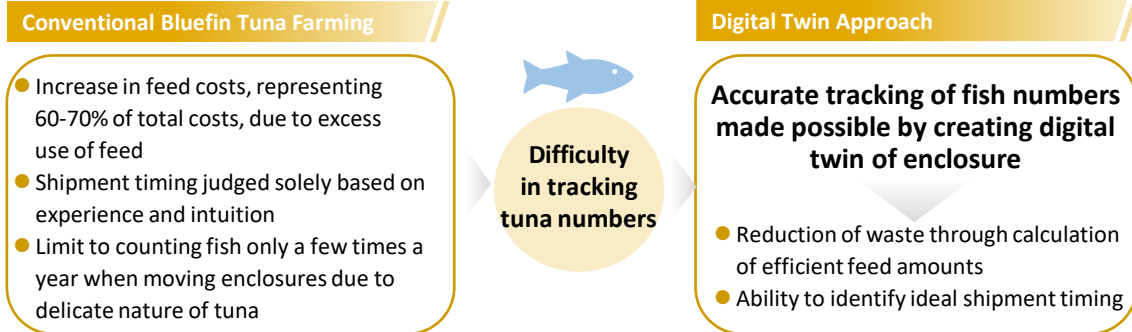 Conventional Bluefin Tuna Farming
● Increase in feed costs, representing
60-70% of total costs, due to excess
use of feed
● Shipment timing judged solely based on
experience and intuition
● Limit to counting fish only a few times a
year when moving enclosures due to
delicate nature of tuna
Difficulty
in tracking
tuna numbers
Digital Twin Approach
Accurate tracking of fish numbers
made possible by creating digital
twin of enclosure
● Reduction of waste through calculation
of efficient feed amounts
● Ability to identify ideal shipment timing